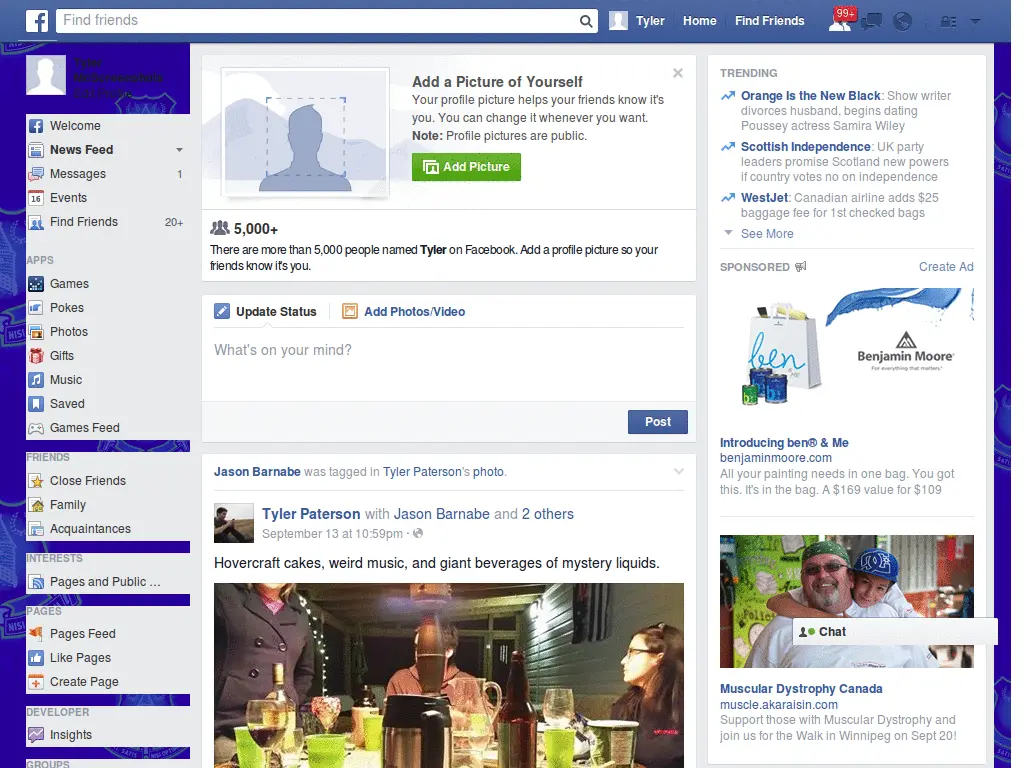 Find friends
Tyler
Home
Find Friends
99+
Tyler
Welcome
News Feed
Messages 1
Events
Find Friends 20+
APPS
Games
Pokes
Photos
Gifts
Music
Saved
Games Feed
FRIENDS
Close Friends
Family
Acquaintances
INTERESTS
Pages and Public ...
PAGES
Pages Feed
Like Pages
Create Page
DEVELOPER
Insights
GROUPS
Add a Picture of Yourself
Your profile picture helps your friends know it's
you. You can change it whenever you want.
Note: Profile pictures are public.
Add Picture
5,000+
There are more than 5,000 people named Tyler on Facebook. Add a profile picture so your
friends know it's you.
Update Status
Add Photos/Video
What's on your mind?
Post
Jason Barnabe was tagged in Tyler Paterson's photo.
Tyler Paterson with Jason Barnabe and 2 others
September 13 at 10:59pm ·
Hovercraft cakes, weird music, and giant beverages of mystery liquids.
TRENDING
Orange Is the New Black: Show writer
divorces husband, begins dating
Poussey actress Samira Wiley
Scottish Independence: UK party
leaders promise Scotland new powers
if country votes no on independence
WestJet: Canadian airline adds $25
baggage fee for 1st checked bags
See More
SPONSORED
Create Ad
ben
& ME
Benjamin Moore®
For everything that matters.™
Introducing ben® & Me
benjaminmoore.com
All your painting needs in one bag. You got
this. It's in the bag. A $169 value for $109
Chat
Muscular Dystrophy Canada
muscle.akaraisin.com
Support those with Muscular Dystrophy and
join us for the Walk in Winnipeg on Sept 20!